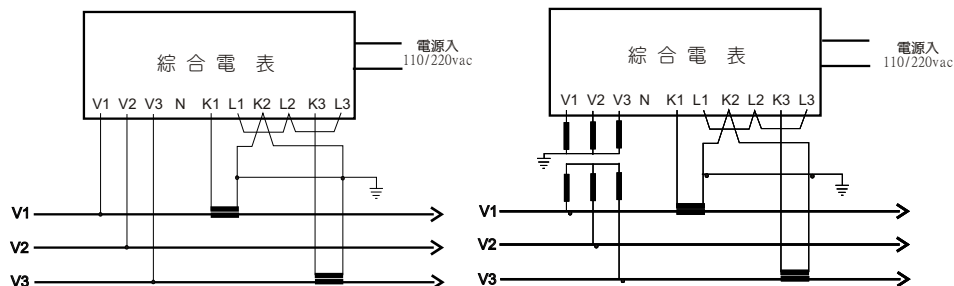 綜合電表
電源入
110/220vac
V1 V2 V3 N K1 L1 K2 L2 K3 L3
V1
V2
V3
綜合電表
電源入
110/220vac
V1 V2 V3 N K1 L1 K2 L2 K3 L3
V1
V2
V3